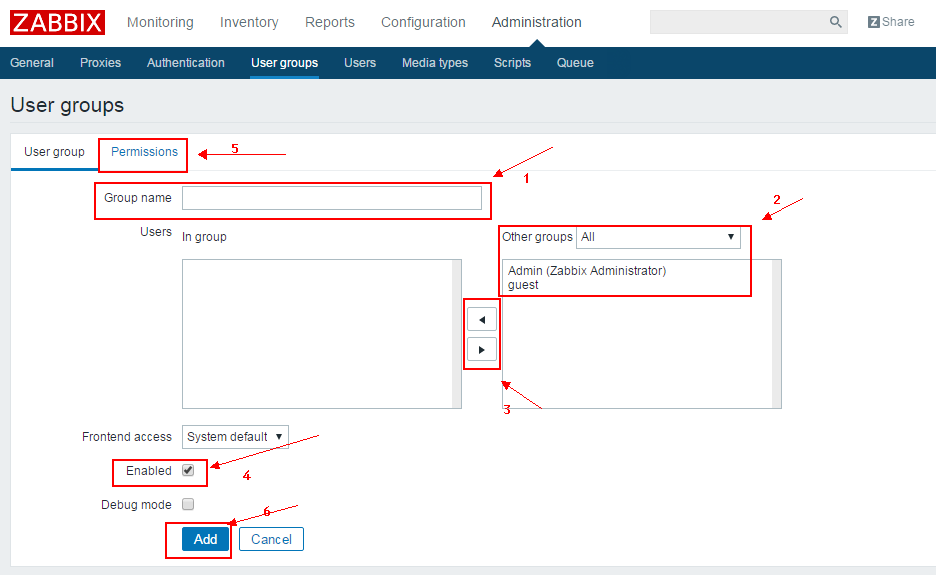 ZABBIX Monitoring Inventory Reports Configuration Administration Z Share
General Proxies Authentication User groups Users Media types Scripts Queue
User groups
User group Permissions 5
1
Group name
2
Users In group Other groups All
Admin (Zabbix Administrator)
guest
3
Frontend access System default
Enabled 4
Debug mode
6
Add Cancel